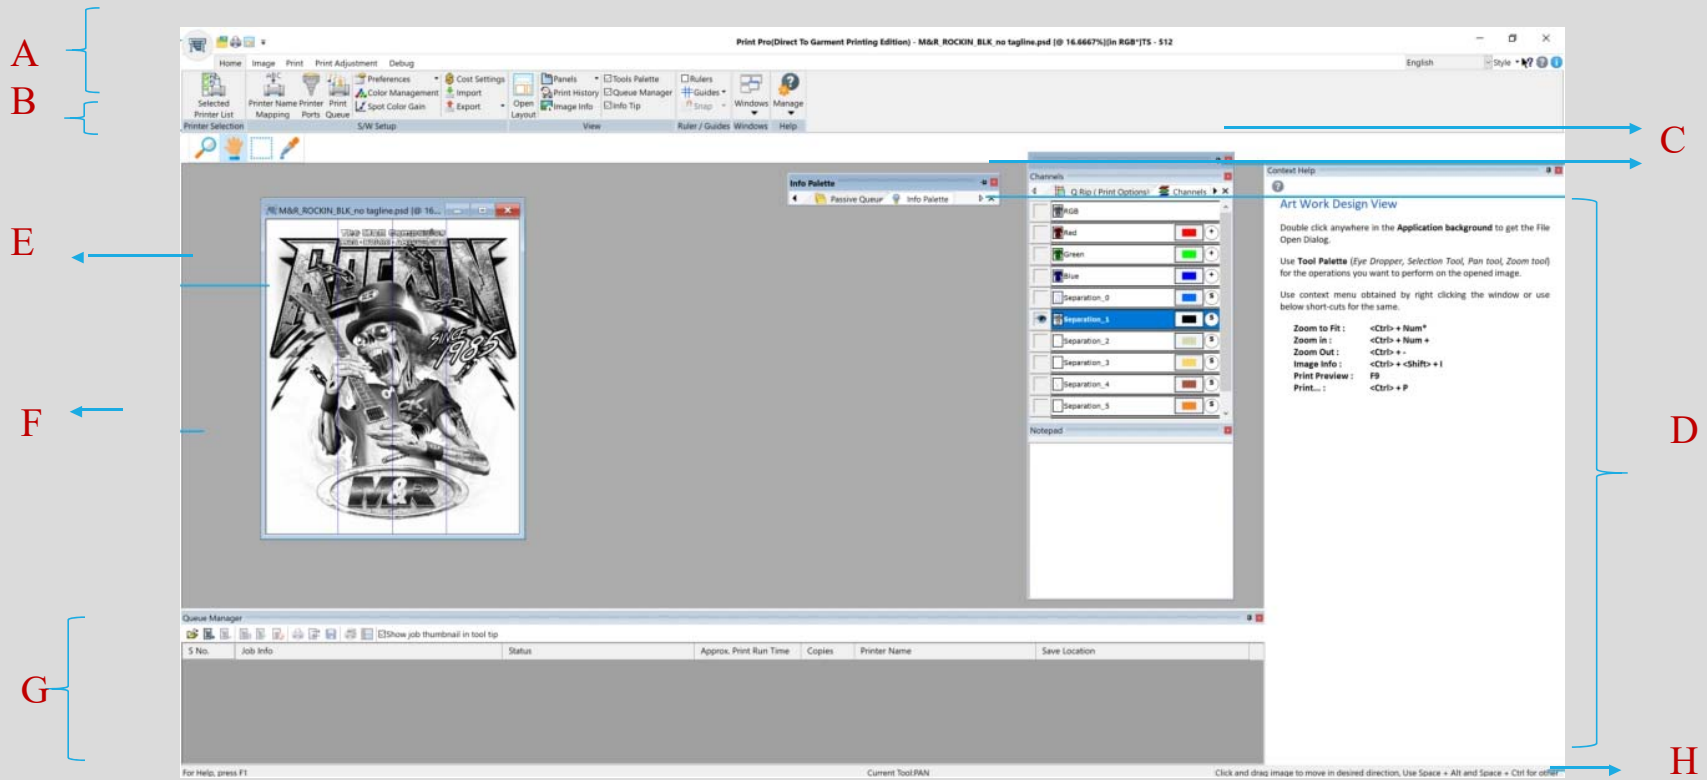 A
B
C
D
E
F
G
H
Print Pro(Direct To Garment Printing Edition) - M&R_ROCKIN_BLK_no tagline.psd [@ 16.6667%][in RGB*]TS - 512
Home Image Print Print Adjustment Debug
English Style
Selected Printer List
Printer Name Mapping
Printer Ports
Print Queue
Preferences
Color Management
Spot Color Gain
Cost Settings
Import
Export
Open Layout
Panels
Print History
Image Info
Tools Palette
Queue Manager
Info Tip
Rulers
Guides
Snap
Windows
Manage
Printer Selection S/W Setup View Ruler / Guides Windows Help
M&R_ROCKIN_BLK_no tagline.psd [@ 16...
The M&R Companies
ROCKIN
SINCE
1985
M&R
Info Palette
Passive Queue Info Palette
Channels
Q Rip ( Print Options) Channels
RGB
Red
Green
Blue
Separation_0 S
Separation_1 S
Separation_2 S
Separation_3 S
Separation_4 S
Separation_5 S
Notepad
Context Help
Art Work Design View
Double click anywhere in the Application background to get the File
Open Dialog.
Use Tool Palette (Eye Dropper, Selection Tool, Pan tool, Zoom tool)
for the operations you want to perform on the opened image.
Use context menu obtained by right clicking the window or use
below short-cuts for the same.
Zoom to Fit : <Ctrl> + Num*
Zoom in : <Ctrl> + Num +
Zoom Out : <Ctrl> + -
Image Info : <Ctrl> + <Shift> + I
Print Preview : F9
Print... : <Ctrl> + P
Queue Manager
Show job thumbnail in tool tip
S No. Job Info Status Approx. Print Run Time Copies Printer Name Save Location
For Help, press F1 Current Tool:PAN Click and drag image to move in desired direction, Use Space + Alt and Space + Ctrl for other